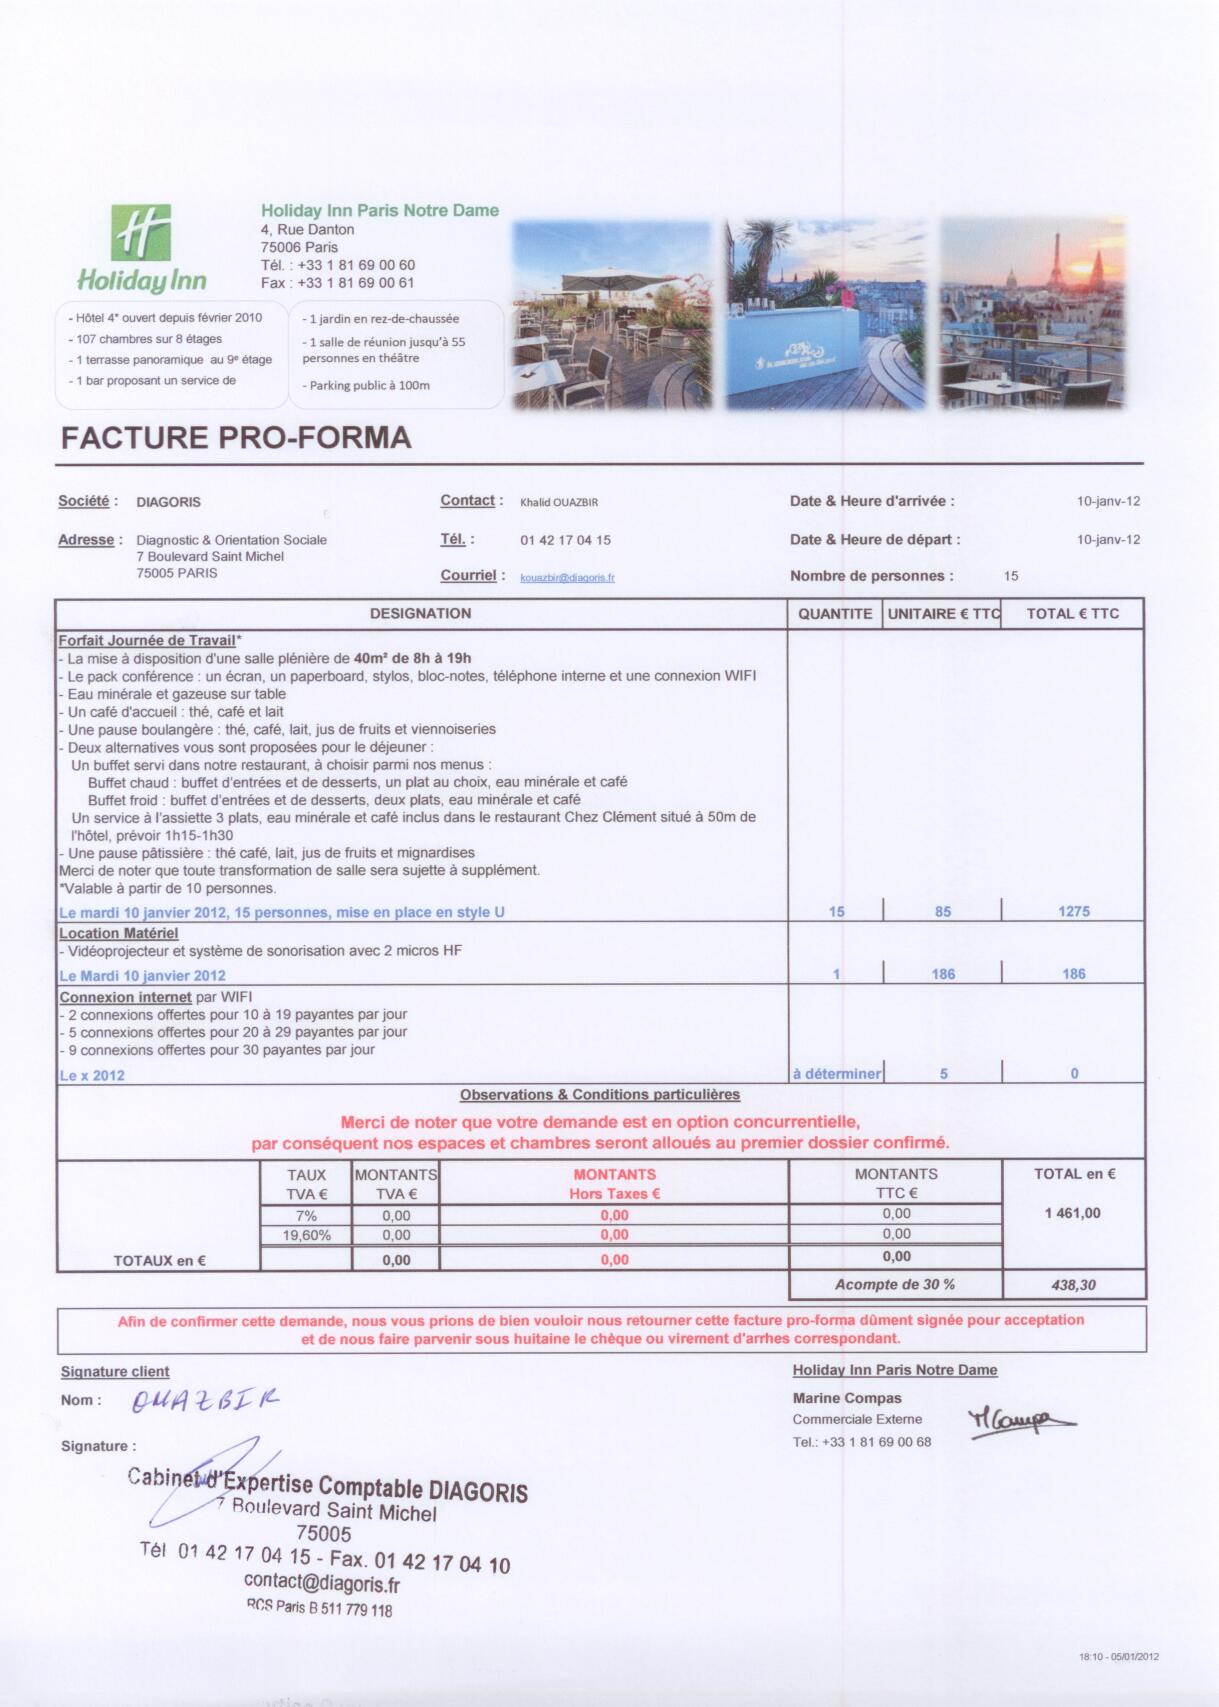 Holiday Inn
Holiday Inn Paris Notre Dame
4, Rue Danton
75006 Paris
Tél. : +33 1 81 69 00 60
Fax : +33 1 81 69 00 61
- Hôtel 4* ouvert depuis février 2010
- 107 chambres sur 8 étages
- 1 terrasse panoramique au 9e étage
- 1 bar proposant un service de
- 1 jardin en rez-de-chaussée
- 1 salle de réunion jusqu'à 55
personnes en théâtre
- Parking public à 100m
FACTURE PRO-FORMA
Société : DIAGORIS Contact : Khalid OUAZBIR Date & Heure d'arrivée : 10-janv-12
Adresse : Diagnostic & Orientation Sociale Tél. : 01 42 17 04 15 Date & Heure de départ : 10-janv-12
7 Boulevard Saint Michel
75005 PARIS Courriel : kouazbir@diagoris.fr Nombre de personnes : 15
DESIGNATION QUANTITE UNITAIRE € TTC TOTAL € TTC
Forfait Journée de Travail*
- La mise à disposition d'une salle plénière de 40m² de 8h à 19h
- Le pack conférence : un écran, un paperboard, stylos, bloc-notes, téléphone interne et une connexion WIFI
- Eau minérale et gazeuse sur table
- Un café d'accueil : thé, café et lait
- Une pause boulangère : thé, café, lait, jus de fruits et viennoiseries
- Deux alternatives vous sont proposées pour le déjeuner :
Un buffet servi dans notre restaurant, à choisir parmi nos menus :
Buffet chaud : buffet d'entrées et de desserts, un plat au choix, eau minérale et café
Buffet froid : buffet d'entrées et de desserts, deux plats, eau minérale et café
Un service à l'assiette 3 plats, eau minérale et café inclus dans le restaurant Chez Clément situé à 50m de
l'hôtel, prévoir 1h15-1h30
- Une pause pâtissière : thé café, lait, jus de fruits et mignardises
Merci de noter que toute transformation de salle sera sujette à supplément.
*Valable à partir de 10 personnes.
Le mardi 10 janvier 2012, 15 personnes, mise en place en style U 15 85 1275
Location Matériel
- Vidéoprojecteur et système de sonorisation avec 2 micros HF
Le Mardi 10 janvier 2012 1 186 186
Connexion internet par WIFI
- 2 connexions offertes pour 10 à 19 payantes par jour
- 5 connexions offertes pour 20 à 29 payantes par jour
- 9 connexions offertes pour 30 payantes par jour
Le x 2012 à déterminer 5 0
Observations & Conditions particulières
Merci de noter que votre demande est en option concurrentielle,
par conséquent nos espaces et chambres seront alloués au premier dossier confirmé.
TAUX MONTANTS MONTANTS MONTANTS TOTAL en €
TVA € TVA € Hors Taxes € TTC €
7% 0,00 0,00 0,00 1 461,00
19,60% 0,00 0,00 0,00
TOTAUX en € 0,00 0,00 0,00
Acompte de 30 % 438,30
Afin de confirmer cette demande, nous vous prions de bien vouloir nous retourner cette facture pro-forma dûment signée pour acceptation
et de nous faire parvenir sous huitaine le chèque ou virement d'arrhes correspondant.
Signature client Holiday Inn Paris Notre Dame
Nom : OUAZBIR Marine Compas
Commerciale Externe M Compas
Signature : Tel.: +33 1 81 69 00 68
Cabinet d'Expertise Comptable DIAGORIS
7 Boulevard Saint Michel
75005
Tél 01 42 17 04 15 - Fax. 01 42 17 04 10
contact@diagoris.fr
RCS Paris B 511 779 118
18:10 - 05/01/2012